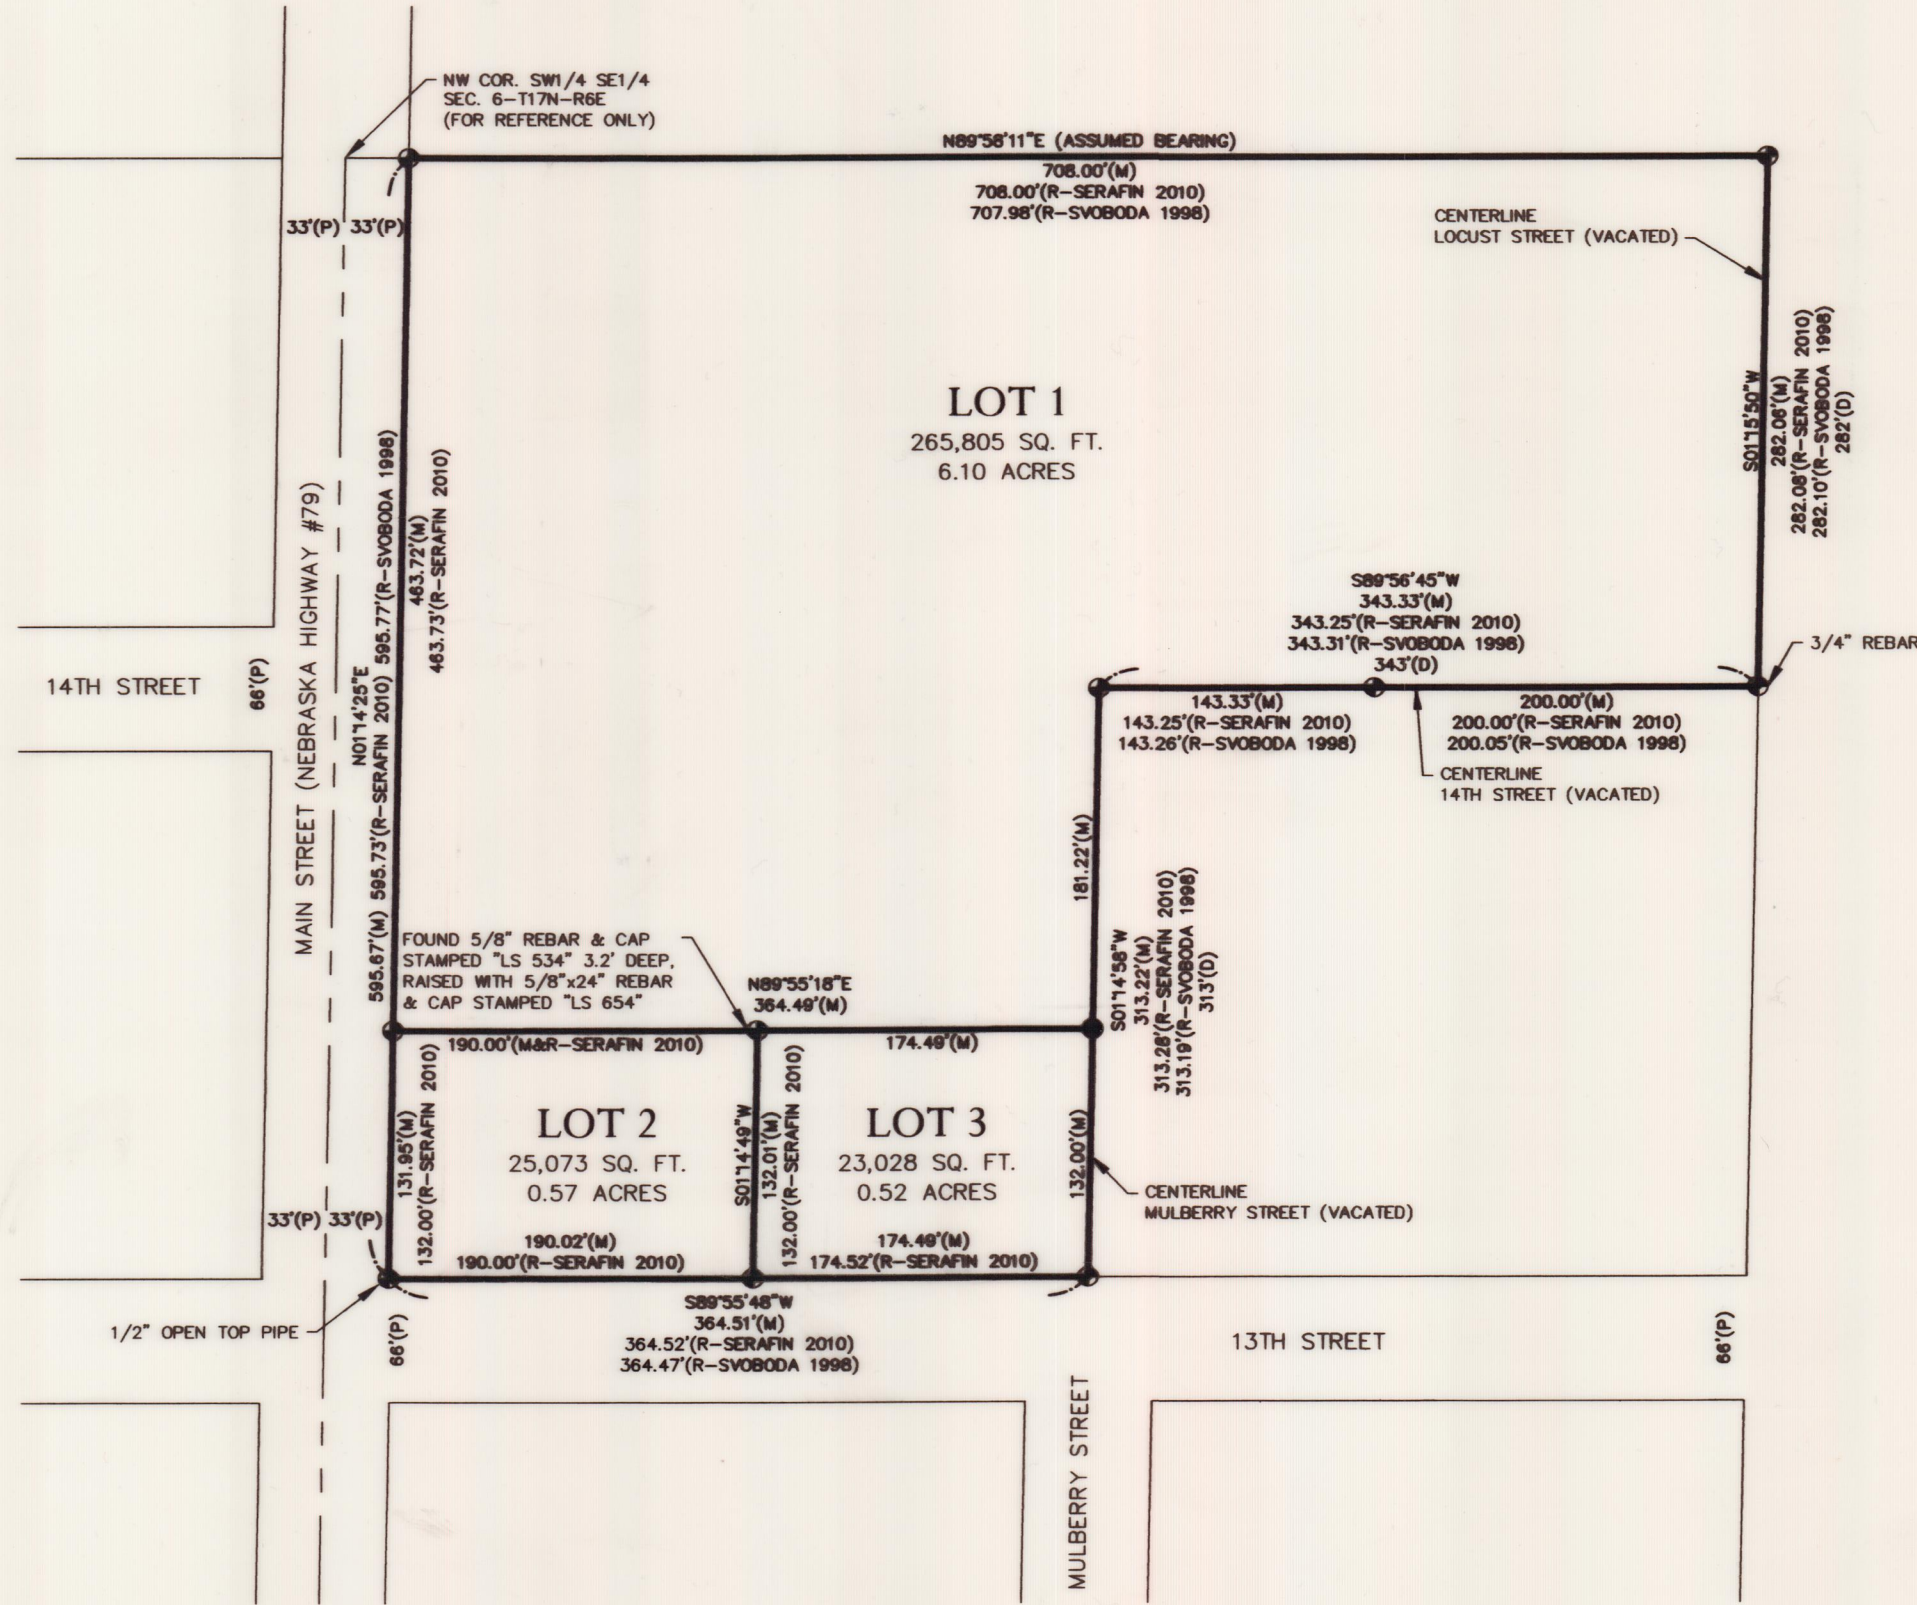 NW COR. SW1/4 SE1/4
SEC. 6-T17N-R6E
(FOR REFERENCE ONLY)
N89°58'11"E (ASSUMED BEARING)
708.00'(M)
708.00'(R-SERAFIN 2010)
707.98'(R-SVOBODA 1998)
33'(P) 33'(P)
CENTERLINE
LOCUST STREET (VACATED)
S01°15'50"W
282.06'(M)
282.08'(R-SERAFIN 2010)
282.10'(R-SVOBODA 1998)
282'(D)
LOT 1
265,805 SQ. FT.
6.10 ACRES
MAIN STREET (NEBRASKA HIGHWAY #79)
N01°14'25"E
595.67'(M) 595.73'(R-SERAFIN 2010) 595.77'(R-SVOBODA 1998)
463.72'(M)
463.73'(R-SERAFIN 2010)
S89°56'45"W
343.33'(M)
343.25'(R-SERAFIN 2010)
343.31'(R-SVOBODA 1998)
343'(D)
3/4" REBAR
14TH STREET
66'(P)
143.33'(M)
143.25'(R-SERAFIN 2010)
143.26'(R-SVOBODA 1998)
200.00'(M)
200.00'(R-SERAFIN 2010)
200.05'(R-SVOBODA 1998)
CENTERLINE
14TH STREET (VACATED)
181.22'(M)
S01°14'58"W
313.22'(M)
313.28'(R-SERAFIN 2010)
313.19'(R-SVOBODA 1998)
313'(D)
FOUND 5/8" REBAR & CAP
STAMPED "LS 534" 3.2' DEEP,
RAISED WITH 5/8"x24" REBAR
& CAP STAMPED "LS 654"
N89°55'18"E
364.49'(M)
190.00'(M&R-SERAFIN 2010)
174.49'(M)
131.95'(M)
132.00'(R-SERAFIN 2010)
LOT 2
25,073 SQ. FT.
0.57 ACRES
S01°14'49"W
132.01'(M)
132.00'(R-SERAFIN 2010)
LOT 3
23,028 SQ. FT.
0.52 ACRES
132.00'(M)
CENTERLINE
MULBERRY STREET (VACATED)
33'(P) 33'(P)
190.02'(M)
190.00'(R-SERAFIN 2010)
174.49'(M)
174.52'(R-SERAFIN 2010)
1/2" OPEN TOP PIPE
66'(P)
S89°55'48"W
364.51'(M)
364.52'(R-SERAFIN 2010)
364.47'(R-SVOBODA 1998)
13TH STREET
66'(P)
MULBERRY STREET